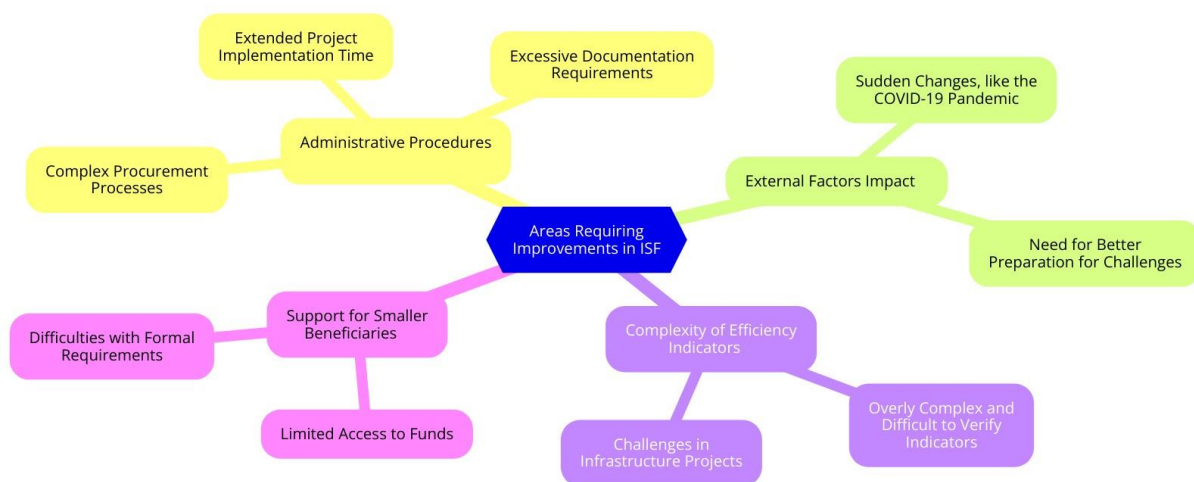 Extended Project
Implementation Time
Excessive Documentation
Requirements
Administrative Procedures
Complex Procurement
Processes
Sudden Changes, like the
COVID-19 Pandemic
External Factors Impact
Need for Better
Preparation for Challenges
Areas Requiring
Improvements in ISF
Support for Smaller
Beneficiaries
Difficulties with Formal
Requirements
Limited Access to Funds
Complexity of Efficiency
Indicators
Challenges in
Infrastructure Projects
Overly Complex and
Difficult to Verify
Indicators